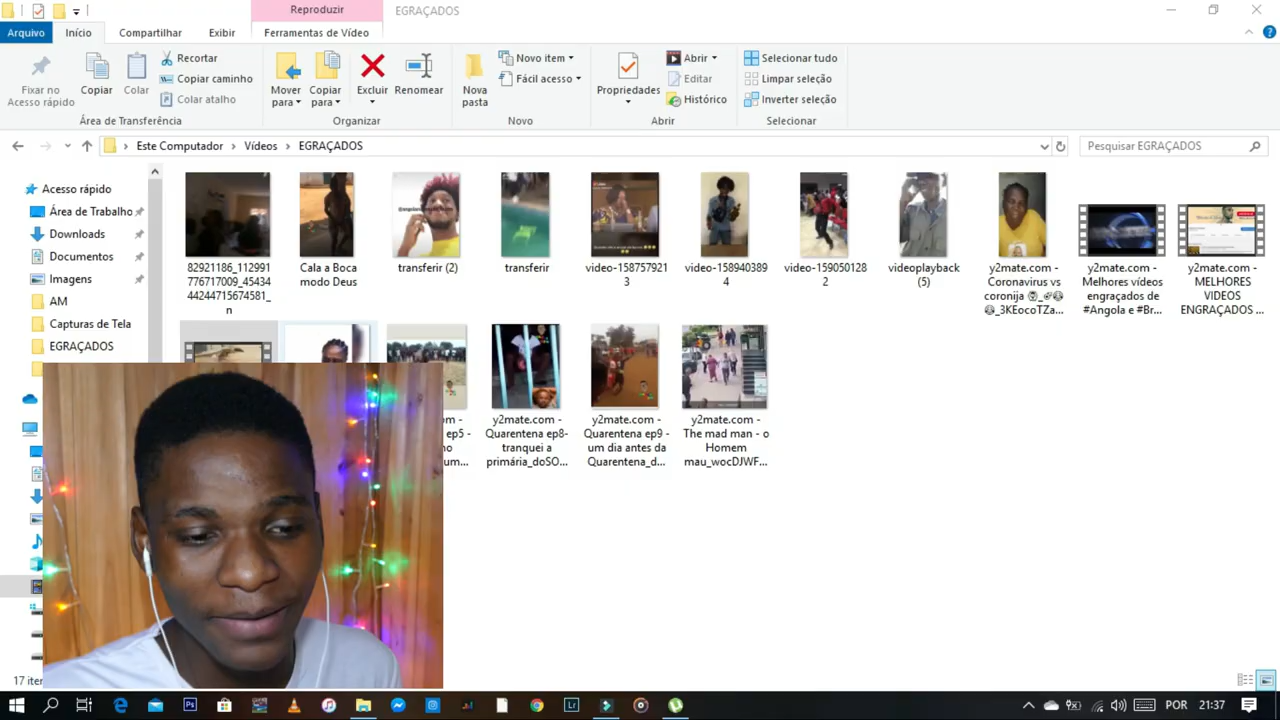 Reproduzir
EGRAÇADOS
Arquivo
Início
Compartilhar
Exibir
Ferramentas de Vídeo
Fixar no
Acesso rápido
Copiar
Colar
Recortar
Copiar caminho
Colar atalho
Mover
para
Copiar
para
Excluir
Renomear
Nova
pasta
Novo item
Fácil acesso
Propriedades
Abrir
Editar
Histórico
Selecionar tudo
Limpar seleção
Inverter seleção
Área de Transferência
Organizar
Novo
Abrir
Selecionar
Este Computador > Vídeos > EGRAÇADOS
Pesquisar EGRAÇADOS
Acesso rápido
Área de Trabalho
Downloads
Documentos
Imagens
AM
Capturas de Tela
EGRAÇADOS
82921186_112991
776717009_45434
44244715674581_
n
Cala a Boca
modo Deus
transferir (2)
transferir
video-158757921
3
video-158940389
4
video-159050128
2
videoplayback
(5)
y2mate.com -
Coronavirus vs
coronija
_3KEocoTZa...
y2mate.com -
Melhores vídeos
engraçados de
#Angola e #Br...
y2mate.com -
MELHORES
VIDEOS
ENGRAÇADOS ...
om -
ep5 -
no
um...
y2mate.com -
Quarentena ep8-
tranquei a
primária_doSO...
y2mate.com -
Quarentena ep9 -
um dia antes da
Quarentena_d...
y2mate.com -
The mad man - o
Homem
mau_wocDJWF...
17 iter
POR
21:37